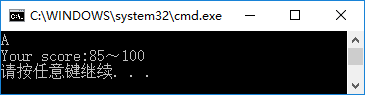 C:\WINDOWS\system32\cmd.exe
A
Your score:85～100
请按任意键继续. . .